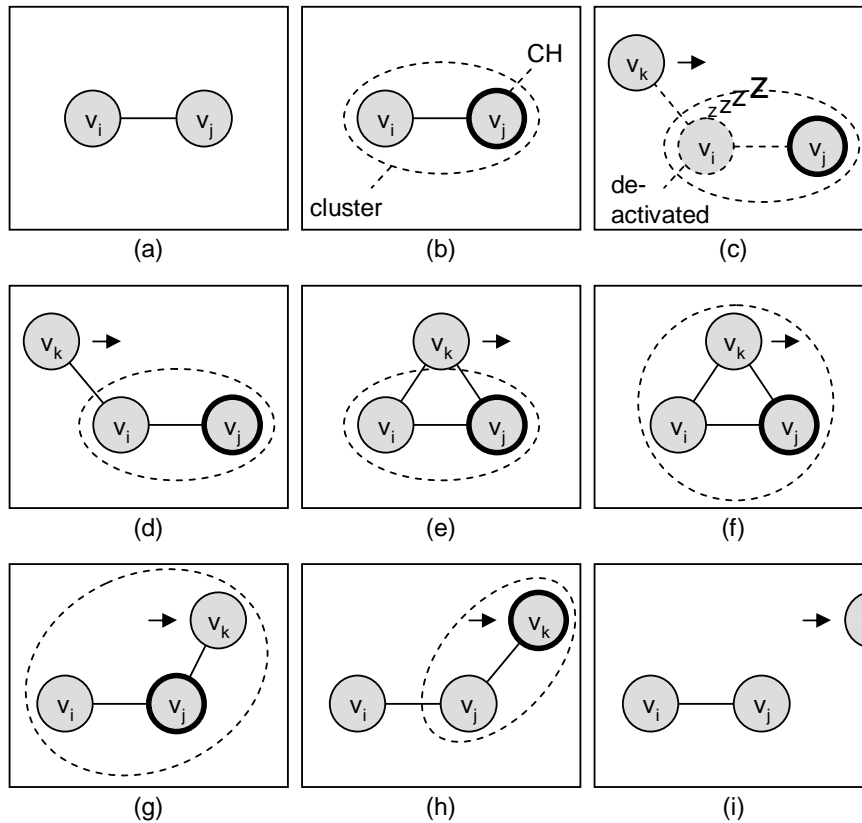 v_i v_j
(a)
CH
v_i v_j
cluster
(b)
v_k
z z z z
v_i v_j
de-
activated
(c)
v_k
v_i v_j
(d)
v_k
v_i v_j
(e)
v_k
v_i v_j
(f)
v_k
v_i v_j
(g)
v_k
v_i v_j
(h)
v_i v_j
(i)